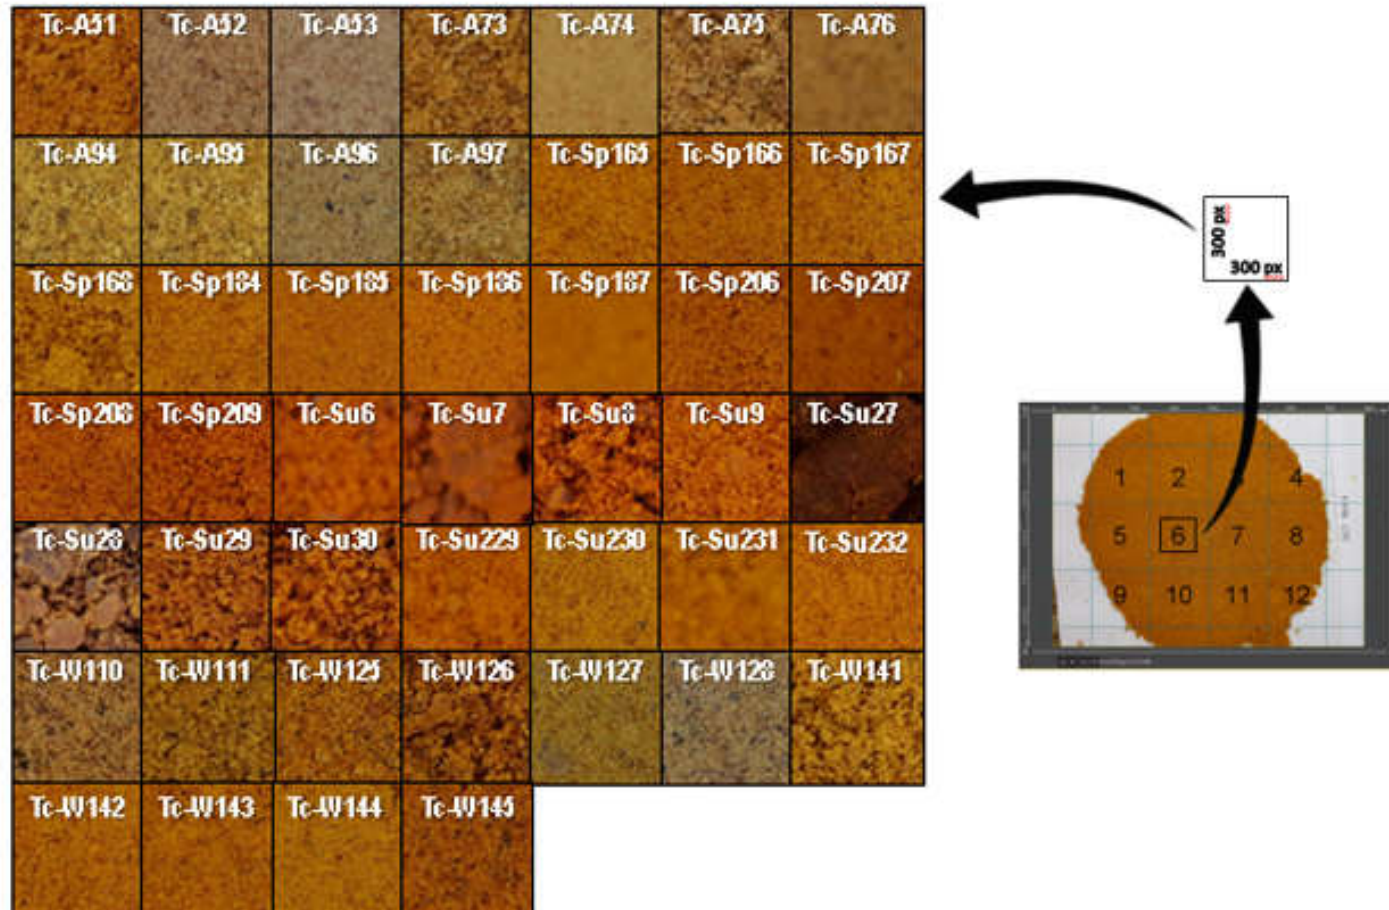 Tc-A51 Tc-A52 Tc-A53 Tc-A73 Tc-A74 Tc-A75 Tc-A76
Tc-A94 Tc-A95 Tc-A96 Tc-A97 Tc-Sp165 Tc-Sp166 Tc-Sp167
Tc-Sp168 Tc-Sp184 Tc-Sp185 Tc-Sp186 Tc-Sp187 Tc-Sp206 Tc-Sp207
Tc-Sp208 Tc-Sp209 Tc-Su6 Tc-Su7 Tc-Su8 Tc-Su9 Tc-Su27
Tc-Su28 Tc-Su29 Tc-Su30 Tc-Su229 Tc-Su230 Tc-Su231 Tc-Su232
Tc-W110 Tc-W111 Tc-W125 Tc-W126 Tc-W127 Tc-W128 Tc-W141
Tc-W142 Tc-W143 Tc-W144 Tc-W145
300 px
300 px
1 2 3 4
5 6 7 8
9 10 11 12